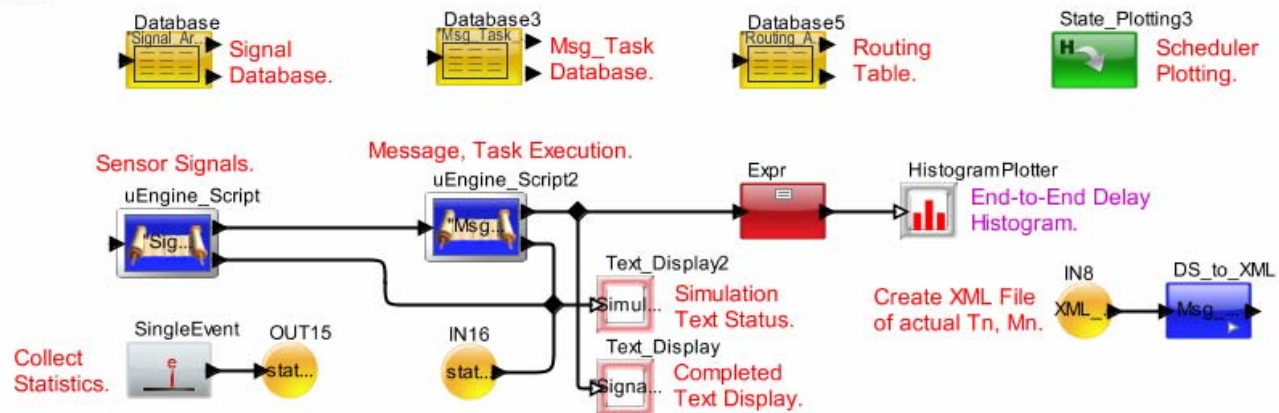 Database
"Signal_Ar..
Signal
Database.
Database3
"Msg_Task_..
Msg_Task
Database.
Database5
"Routing_A..
Routing
Table.
State_Plotting3
H
Scheduler
Plotting.
Sensor Signals.
uEngine_Script
"Sig...
Message, Task Execution.
uEngine_Script2
"Msg...
Expr
HistogramPlotter
End-to-End Delay
Histogram.
Text_Display2
Simul...
Simulation
Text Status.
Create XML File
of actual Tn, Mn.
IN8
XML_..
DS_to_XML
Msg_...
Collect
Statistics.
SingleEvent
e
OUT15
stat...
IN16
stat...
Text_Display
Signa...
Completed
Text Display.